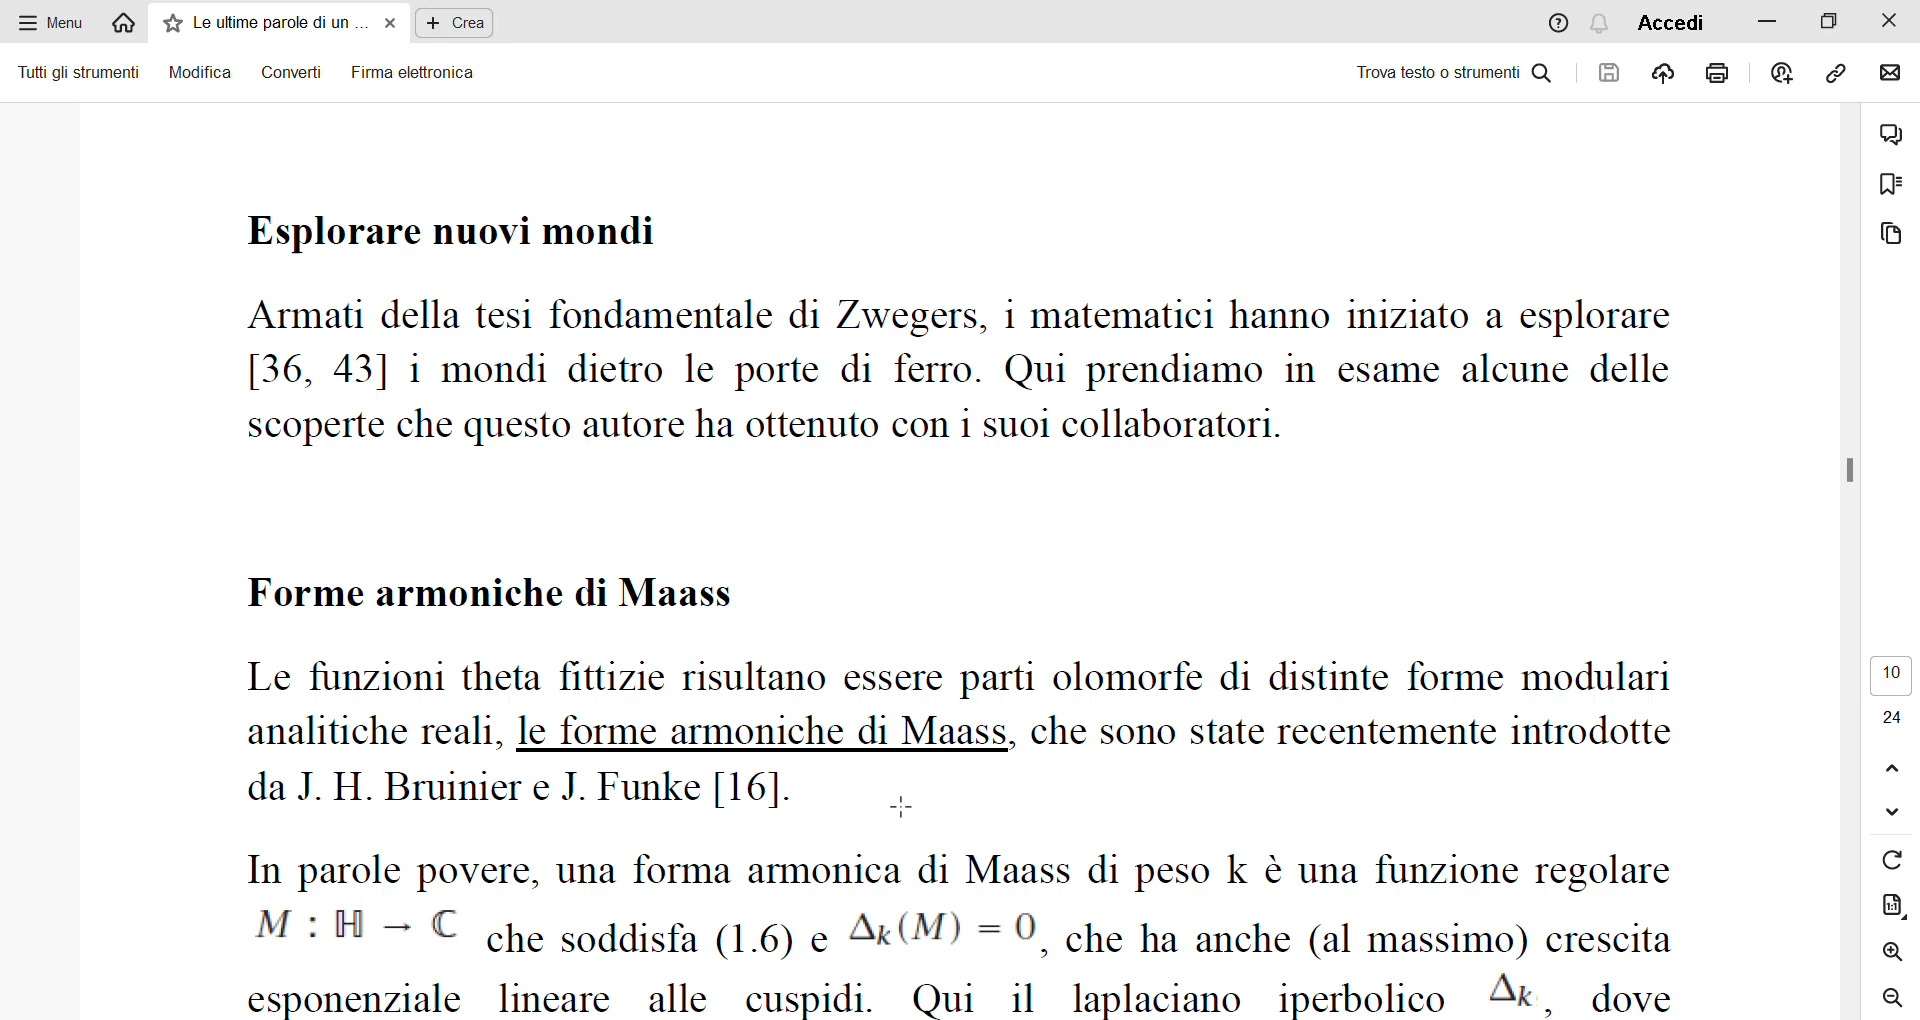 Menu
Le ultime parole di un ...
Crea
Accedi
Tutti gli strumenti
Modifica
Converti
Firma elettronica
Trova testo o strumenti
Esplorare nuovi mondi
Armati della tesi fondamentale di Zwegers, i matematici hanno iniziato a esplorare
[36, 43] i mondi dietro le porte di ferro. Qui prendiamo in esame alcune delle
scoperte che questo autore ha ottenuto con i suoi collaboratori.
Forme armoniche di Maass
Le funzioni theta fittizie risultano essere parti olomorfe di distinte forme modulari
analitiche reali, le forme armoniche di Maass, che sono state recentemente introdotte
da J. H. Bruinier e J. Funke [16].
In parole povere, una forma armonica di Maass di peso k è una funzione regolare
M : ℍ → ℂ che soddisfa (1.6) e Δk(M) = 0, che ha anche (al massimo) crescita
esponenziale lineare alle cuspidi. Qui il laplaciano iperbolico Δk, dove
10
24
1:1